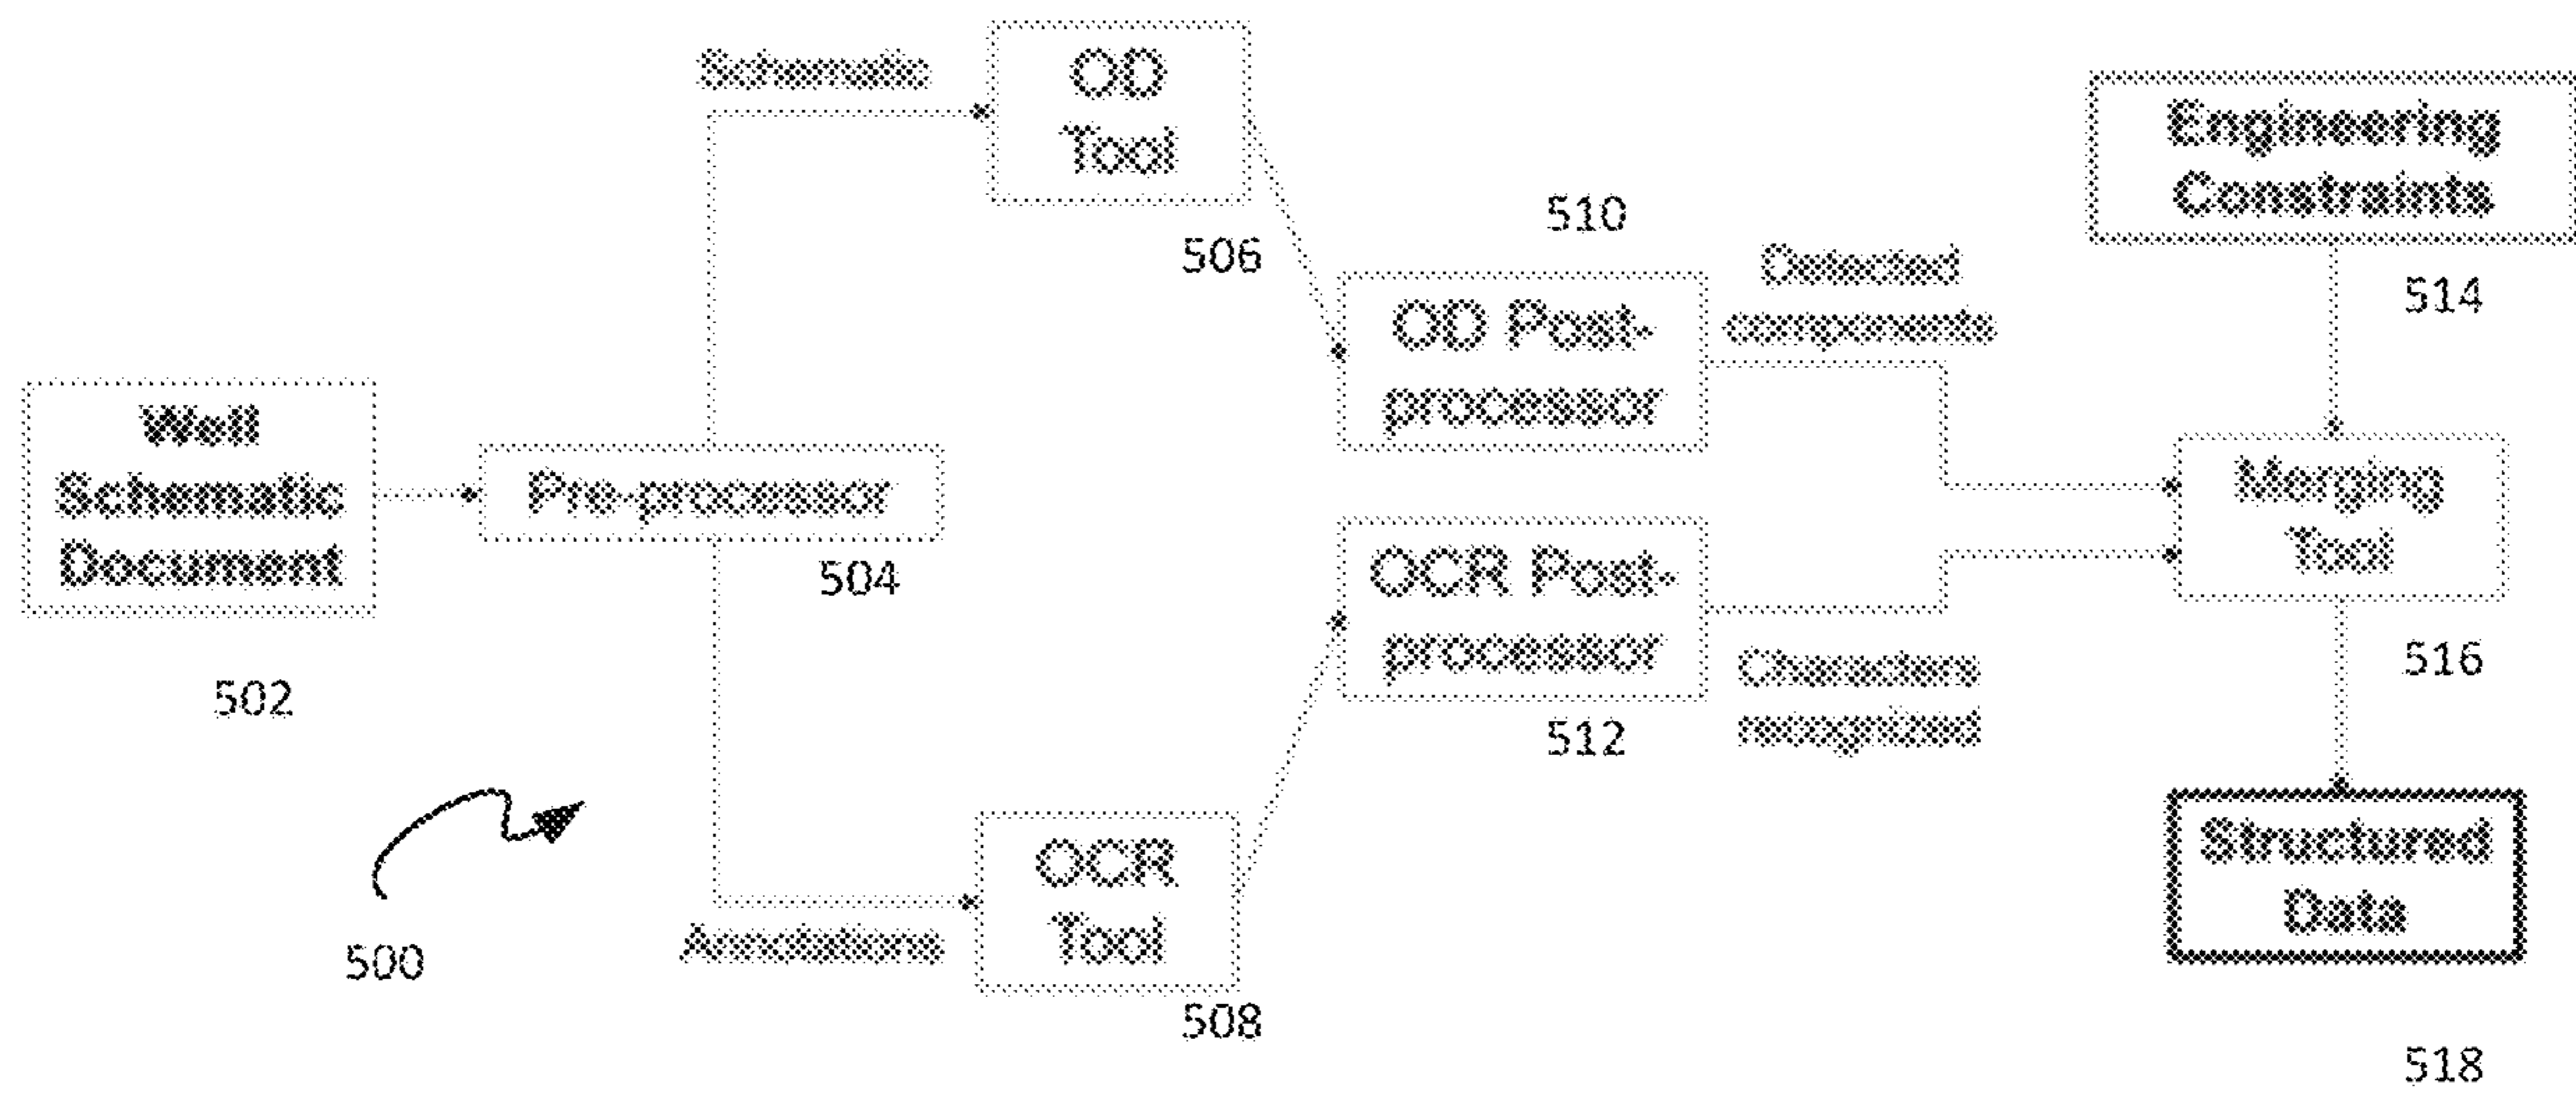 Schematic
OD
Tool
506
Engineering
Constraints
514
510
OD Post-
processor
Detected
components
Well
Schematic
Document
502
Pre-processor
504
Merging
Tool
516
OCR Post-
processor
512
Characters
recognized
500
Annotations
OCR
Tool
508
Structured
Data
518